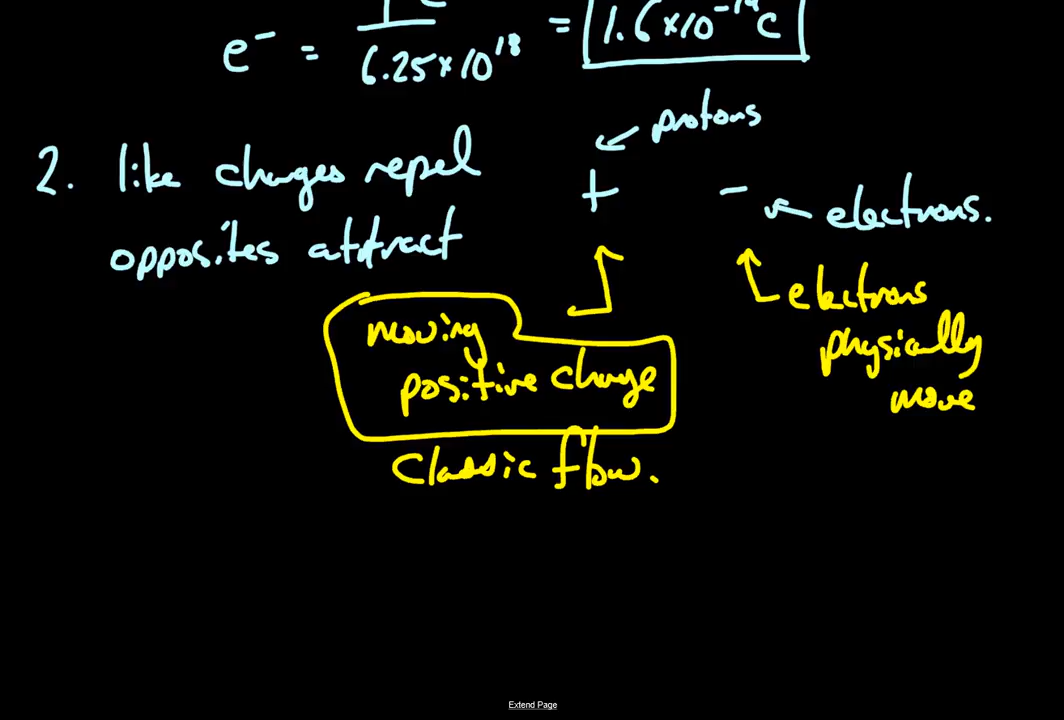 e⁻ = / 6.25×10¹⁸ = 1.6×10⁻¹⁹ C
← protons
2. like charges repel + - ← electrons.
opposites attract
electrons
physically
move
moving
positive charge
Classic flow.
Extend Page